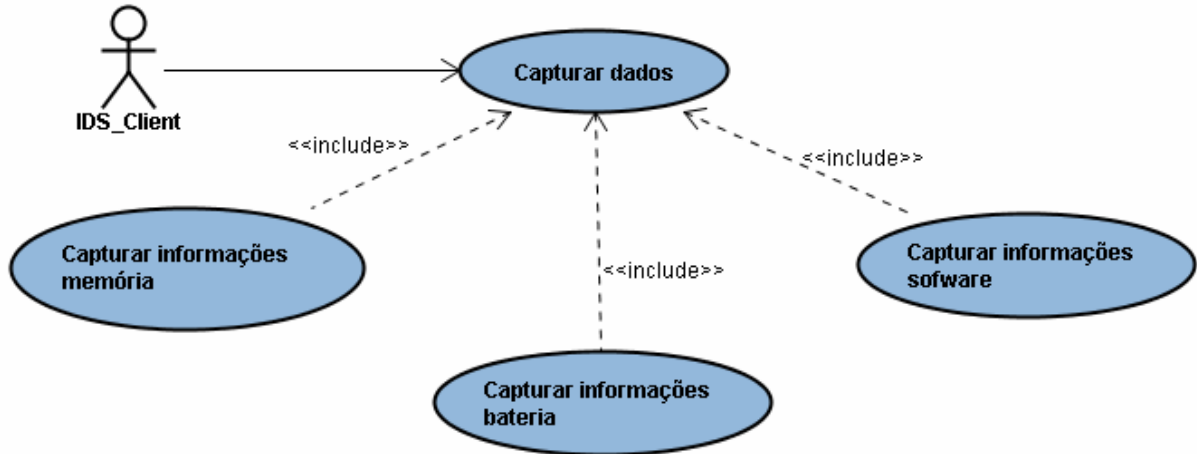 Capturar dados
IDS_Client
<<include>>
<<include>>
Capturar informações
memória
Capturar informações
sofware
<<include>>
Capturar informações
bateria